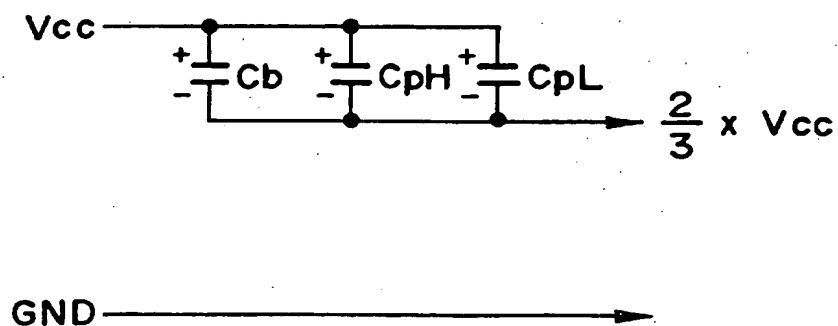 Vcc
+ Cb - + CpH - + CpL -
2/3 x Vcc
GND